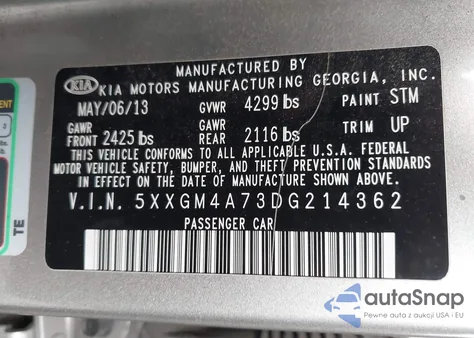 MANUFACTURED BY
KIA KIA MOTORS MANUFACTURING GEORGIA, INC.
MAY/06/13 GVWR 4299 lbs PAINT STM
GAWR FRONT 2425 lbs GAWR REAR 2116 lbs TRIM UP
THIS VEHICLE CONFORMS TO ALL APPLICABLE U.S.A. FEDERAL
MOTOR VEHICLE SAFETY, BUMPER, AND THEFT PREVENTION STANDARDS
IN EFFECT ON THE DATE OF MANUFACTURE SHOWN ABOVE.
V.I.N. 5XXGM4A73DG214362
PASSENGER CAR
TE
autoSnap
Pewne auta z aukcji USA i EU